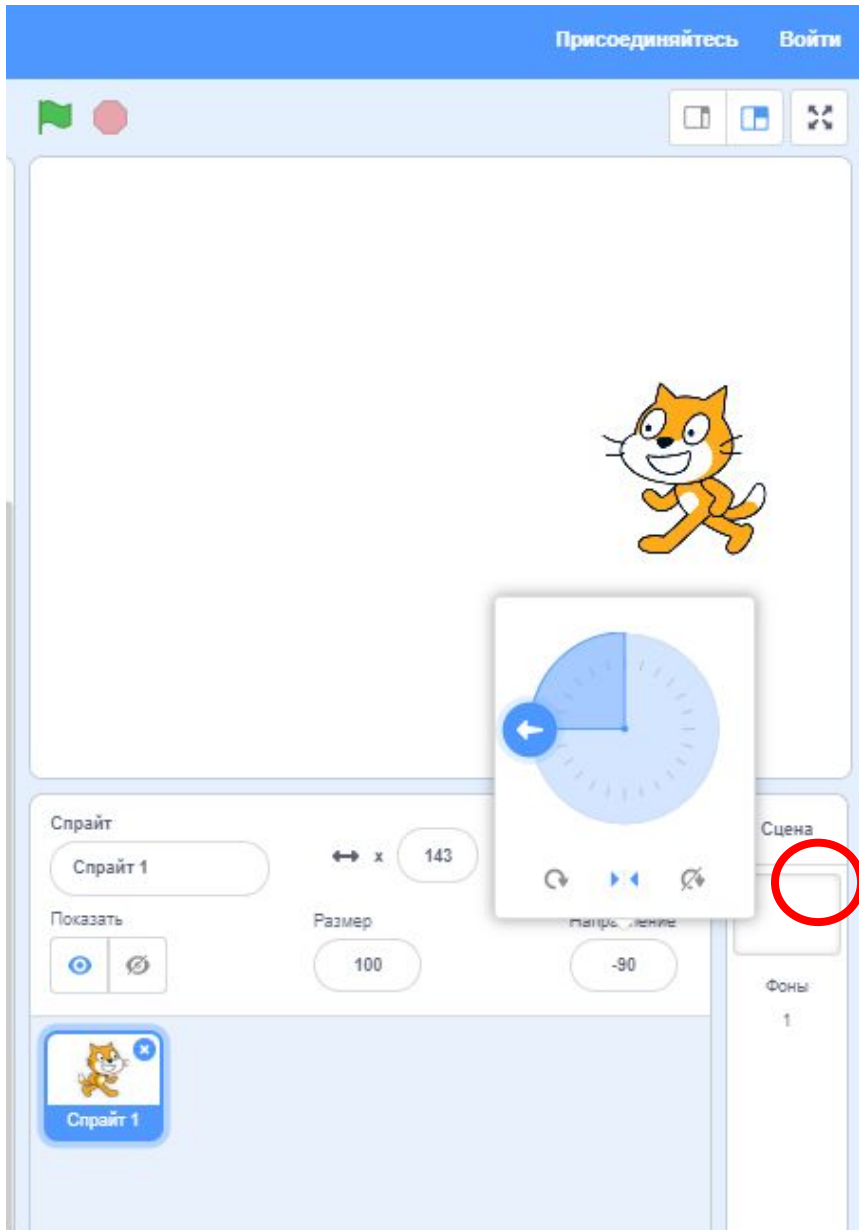 Присоединяйтесь Войти
Спрайт
Спрайт 1
x 143
Сцена
Показать
Размер
100
-90
Фоны
1
Спрайт 1